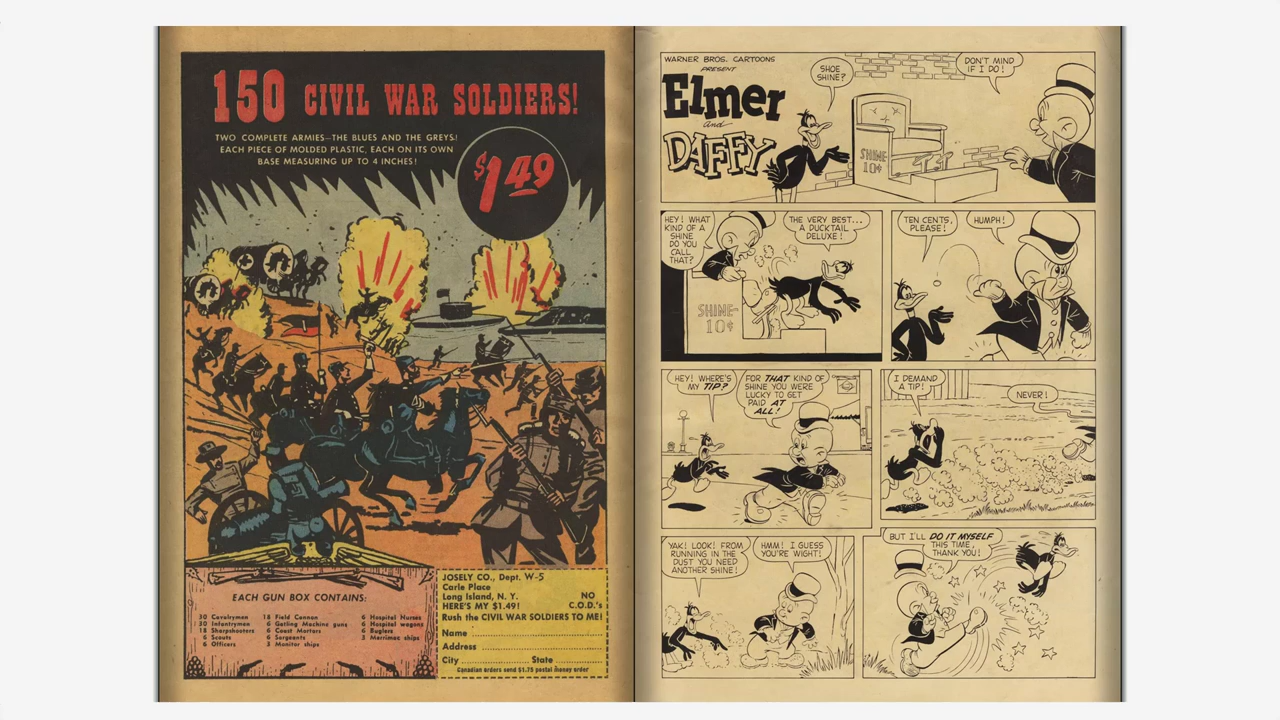 150 CIVIL WAR SOLDIERS!
TWO COMPLETE ARMIES—THE BLUES AND THE GREYS!
EACH PIECE OF MOLDED PLASTIC, EACH ON ITS OWN
BASE MEASURING UP TO 4 INCHES!
$1.49
EACH GUN BOX CONTAINS:
30 Cavalrymen
30 Infantrymen
18 Sharpshooters
6 Scouts
6 Officers
18 Field Cannon
6 Gatling Machine guns
6 Coast Mortars
6 Sergeants
3 Monitor ships
6 Hospital Nurses
6 Hospital wagons
6 Buglers
3 Merrimac ships
JOSELY CO., Dept. W-5
Carle Place
Long Island, N. Y.
HERE'S MY $1.49!
NO
C.O.D.'s
Rush the CIVIL WAR SOLDIERS TO ME!
Name
Address
City State
Canadian orders send $1.75 postal money order
WARNER BROS. CARTOONS
PRESENT
Elmer
and
DAFFY
SHOE
SHINE?
DON'T MIND
IF I DO!
SHINE
10¢
HEY! WHAT
KIND OF A
SHINE
DO YOU
CALL
THAT?
THE VERY BEST...
A DUCKTAIL
DELUXE!
SHINE-
10¢
TEN CENTS,
PLEASE!
HUMPH!
HEY! WHERE'S
MY TIP?
FOR THAT KIND OF
SHINE YOU WERE
LUCKY TO GET
PAID AT
ALL!
I DEMAND
A TIP!
NEVER!
YAK! LOOK! FROM
RUNNING IN THE
DUST YOU NEED
ANOTHER SHINE!
HMM! I GUESS
YOU'RE WIGHT!
BUT I'LL DO IT MYSELF
THIS TIME,
THANK YOU!